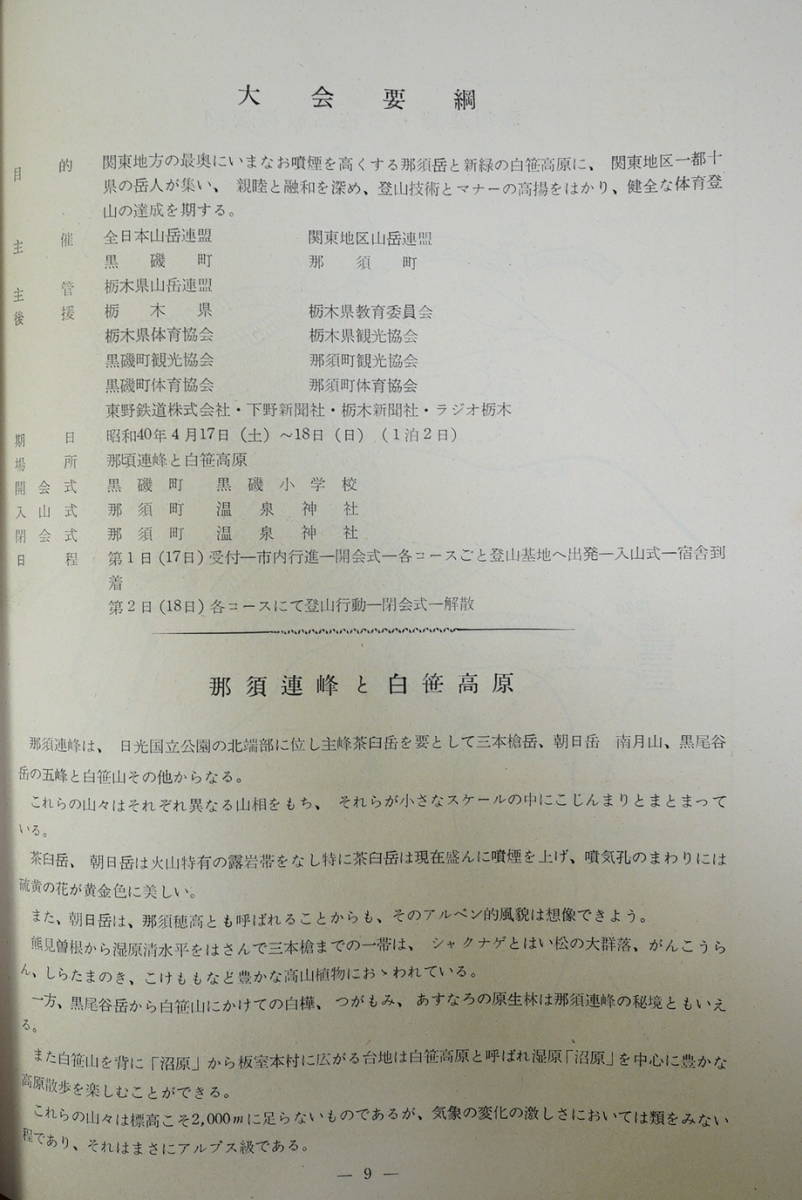 大会要綱
目的 関東地方の最奥にいまなお噴煙を高くする那須岳と新緑の白笹高原に、関東地区一都十
県の岳人が集い、親睦と融和を深め、登山技術とマナーの高揚をはかり、健全な体育登
山の達成を期する。
主催 全日本山岳連盟 関東地区山岳連盟
黒磯町 那須町
主管 栃木県山岳連盟
後援 栃木県 栃木県教育委員会
栃木県体育協会 栃木県観光協会
黒磯町観光協会 那須町観光協会
黒磯町体育協会 那須町体育協会
東野鉄道株式会社・下野新聞社・栃木新聞社・ラジオ栃木
期日 昭和40年4月17日(土)〜18日(日)(1泊2日)
場所 那頃連峰と白笹高原
開会式 黒磯町 黒磯小学校
入山式 那須町 温泉神社
閉会式 那須町 温泉神社
日程 第1日(17日)受付―市内行進―開会式―各コースごと登山基地へ出発―入山式―宿舎到
着
第2日(18日)各コースにて登山行動―閉会式―解散
那須連峰と白笹高原
那須連峰は、日光国立公園の北端部に位し主峰茶臼岳を要として三本槍岳、朝日岳 南月山、黒尾谷
岳の五峰と白笹山その他からなる。
これらの山々はそれぞれ異なる山相をもち、それらが小さなスケールの中にこじんまりとまとまって
いる。
茶臼岳、朝日岳は火山特有の露岩帯をなし特に茶臼岳は現在盛んに噴煙を上げ、噴気孔のまわりには
硫黄の花が黄金色に美しい。
また、朝日岳は、那須穂高とも呼ばれることからも、そのアルペン的風貌は想像できよう。
熊見曽根から湿原清水平をはさんで三本槍までの一帯は、シャクナゲとはい松の大群落、がんこうら
ん、しらたまのき、こけももなど豊かな高山植物におゝわれている。
一方、黒尾谷岳から白笹山にかけての白樺、つがもみ、あすなろの原生林は那須連峰の秘境ともいえ
る。
また白笹山を背に「沼原」から板室本村に広がる台地は白笹高原と呼ばれ湿原「沼原」を中心に豊かな
高原散歩を楽しむことができる。
これらの山々は標高こそ2,000mに足らないものであるが、気象の変化の激しさにおいては類をみない
程であり、それはまさにアルプス級である。
― 9 ―